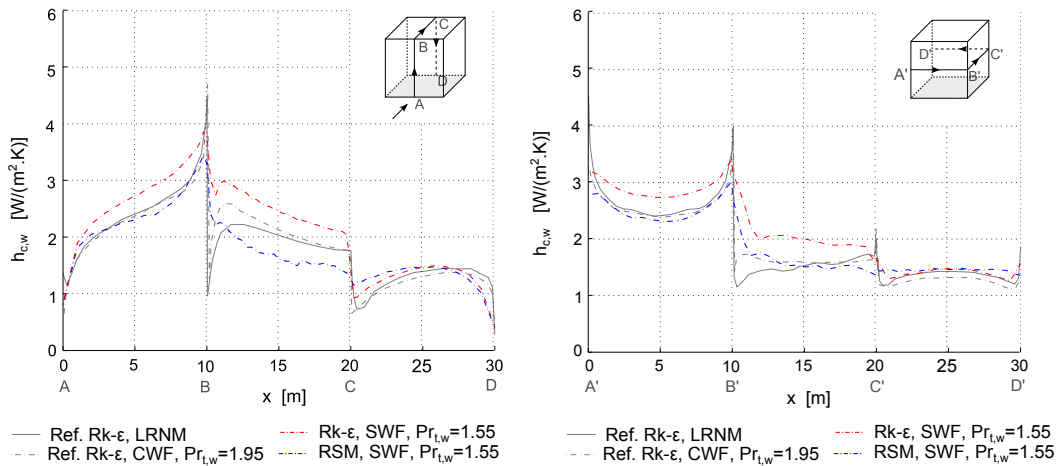 6
5
4
3
2
1
0
h_c,w [W/(m².K)]
0 5 10 15 20 25 30
A B C D
x [m]
C
B
D
A
6
5
4
3
2
1
0
h_c,w [W/(m².K)]
0 5 10 15 20 25 30
A' B' C' D'
x [m]
D' C'
A' B'
Ref. Rk-ε, LRNM
Ref. Rk-ε, CWF, Pr_t,w=1.95
Rk-ε, SWF, Pr_t,w=1.55
RSM, SWF, Pr_t,w=1.55
Ref. Rk-ε, LRNM
Ref. Rk-ε, CWF, Pr_t,w=1.95
Rk-ε, SWF, Pr_t,w=1.55
RSM, SWF, Pr_t,w=1.55